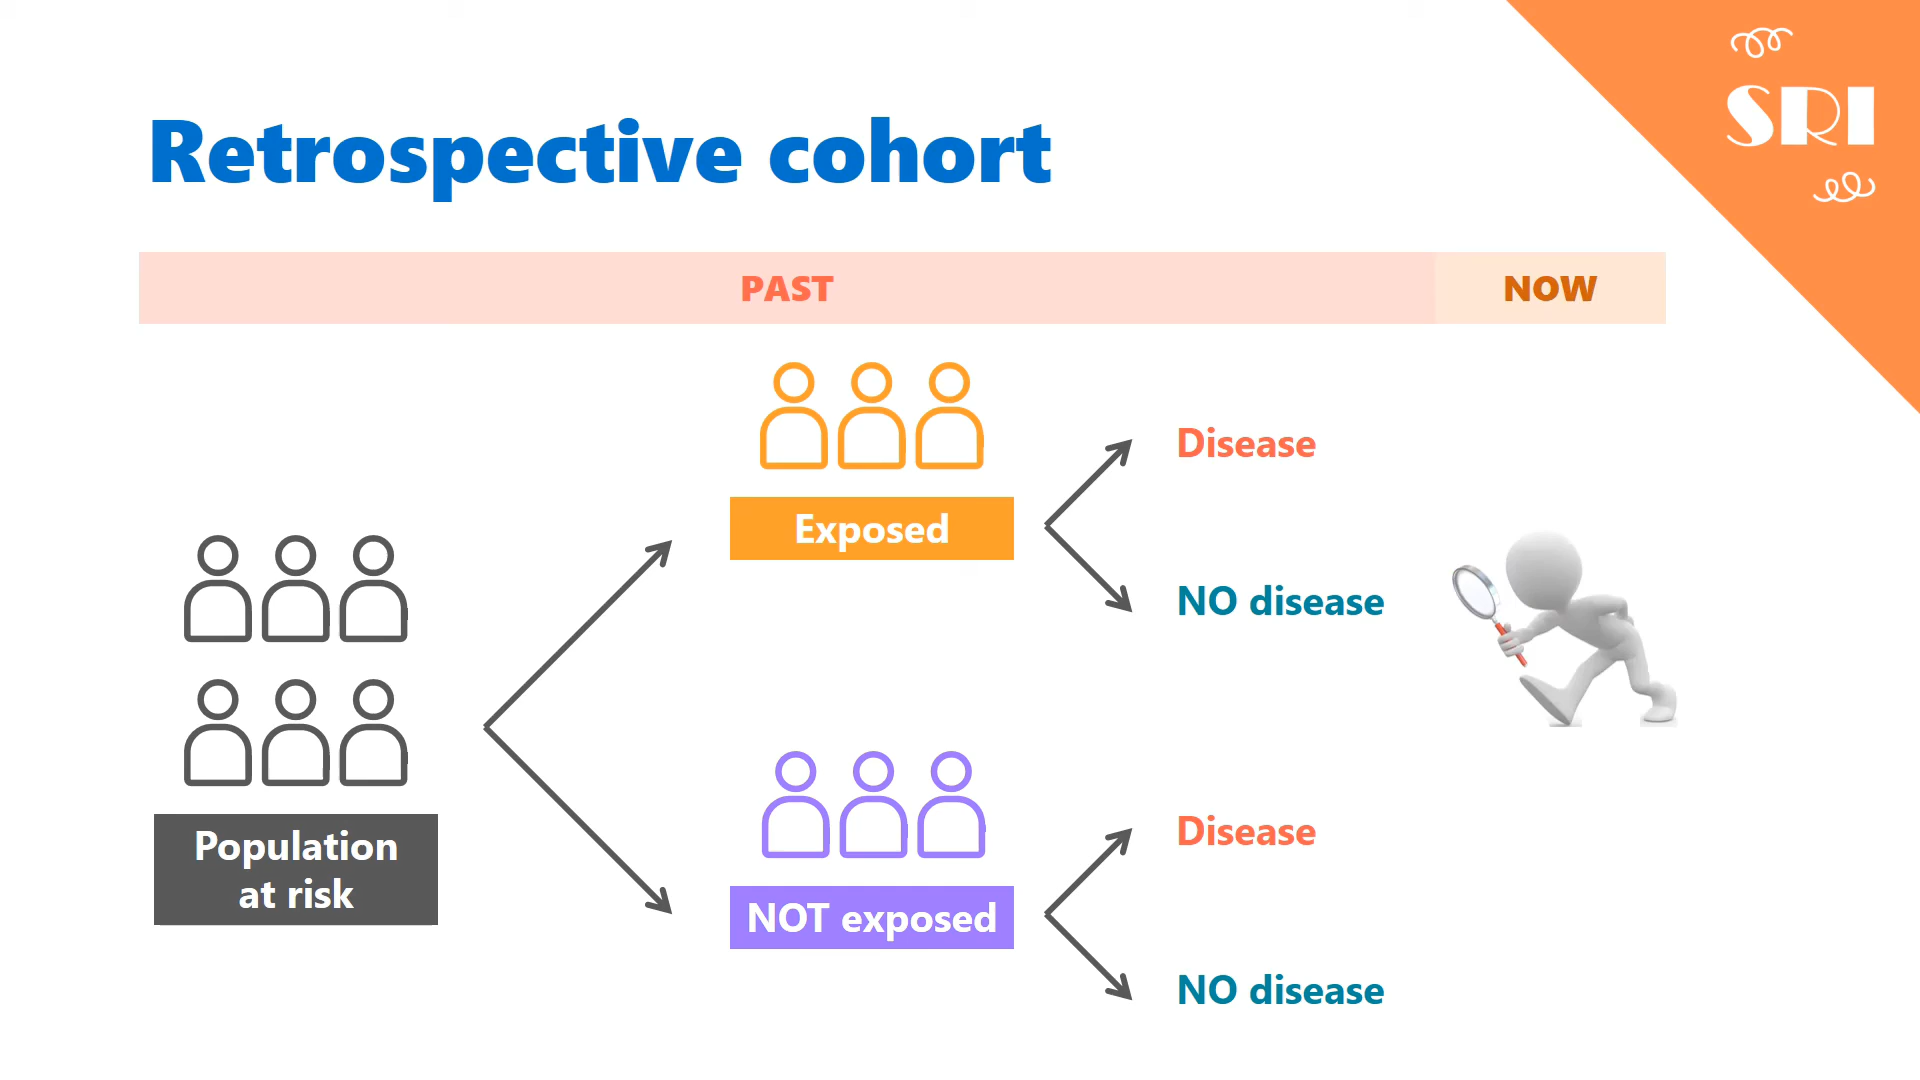 Retrospective cohort
SRI
PAST
NOW
Exposed
Disease
NO disease
Population
at risk
NOT exposed
Disease
NO disease